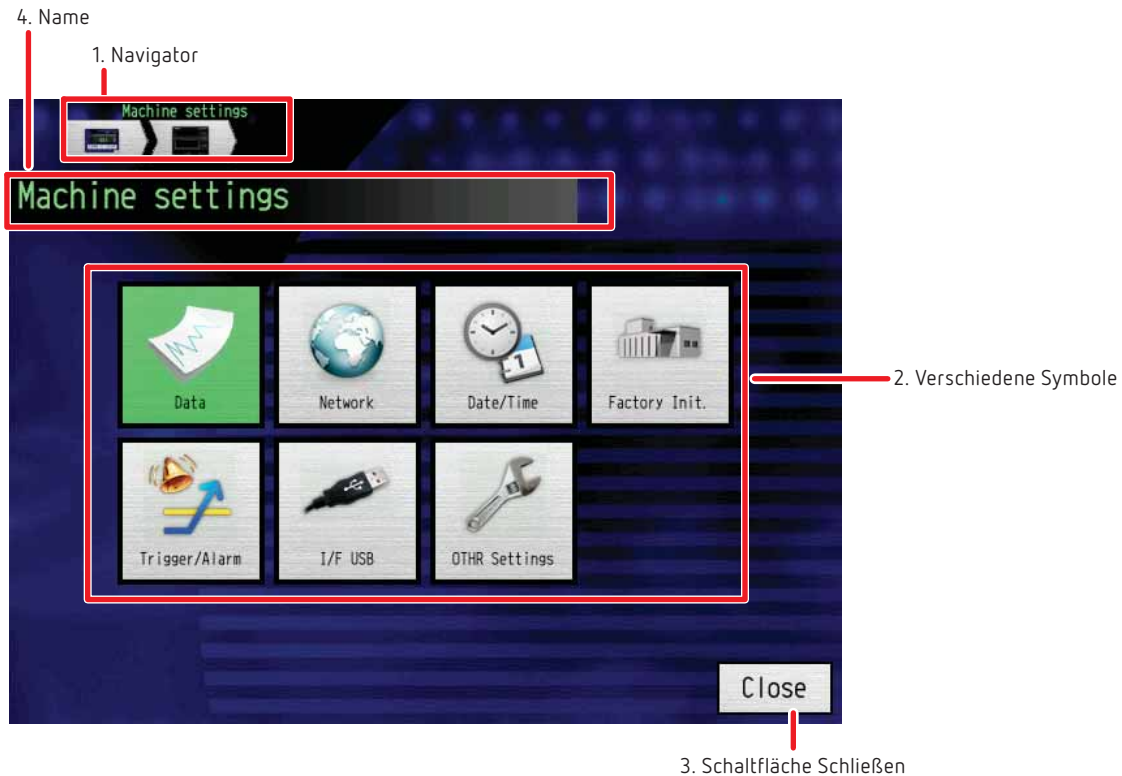 4. Name
1. Navigator
Machine settings
Machine settings
Data
Network
Date/Time
Factory Init.
2. Verschiedene Symbole
Trigger/Alarm
I/F USB
OTHR Settings
Close
3. Schaltfläche Schließen